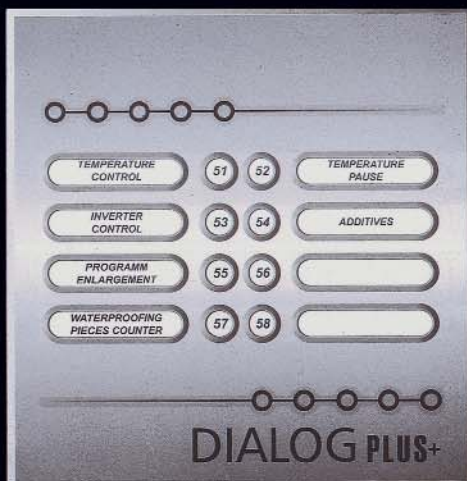 TEMPERATURE
CONTROL
51
52
TEMPERATURE
PAUSE
INVERTER
CONTROL
53
54
ADDITIVES
PROGRAMM
ENLARGEMENT
55
56
WATERPROOFING
PIECES COUNTER
57
58
DIALOG PLUS+